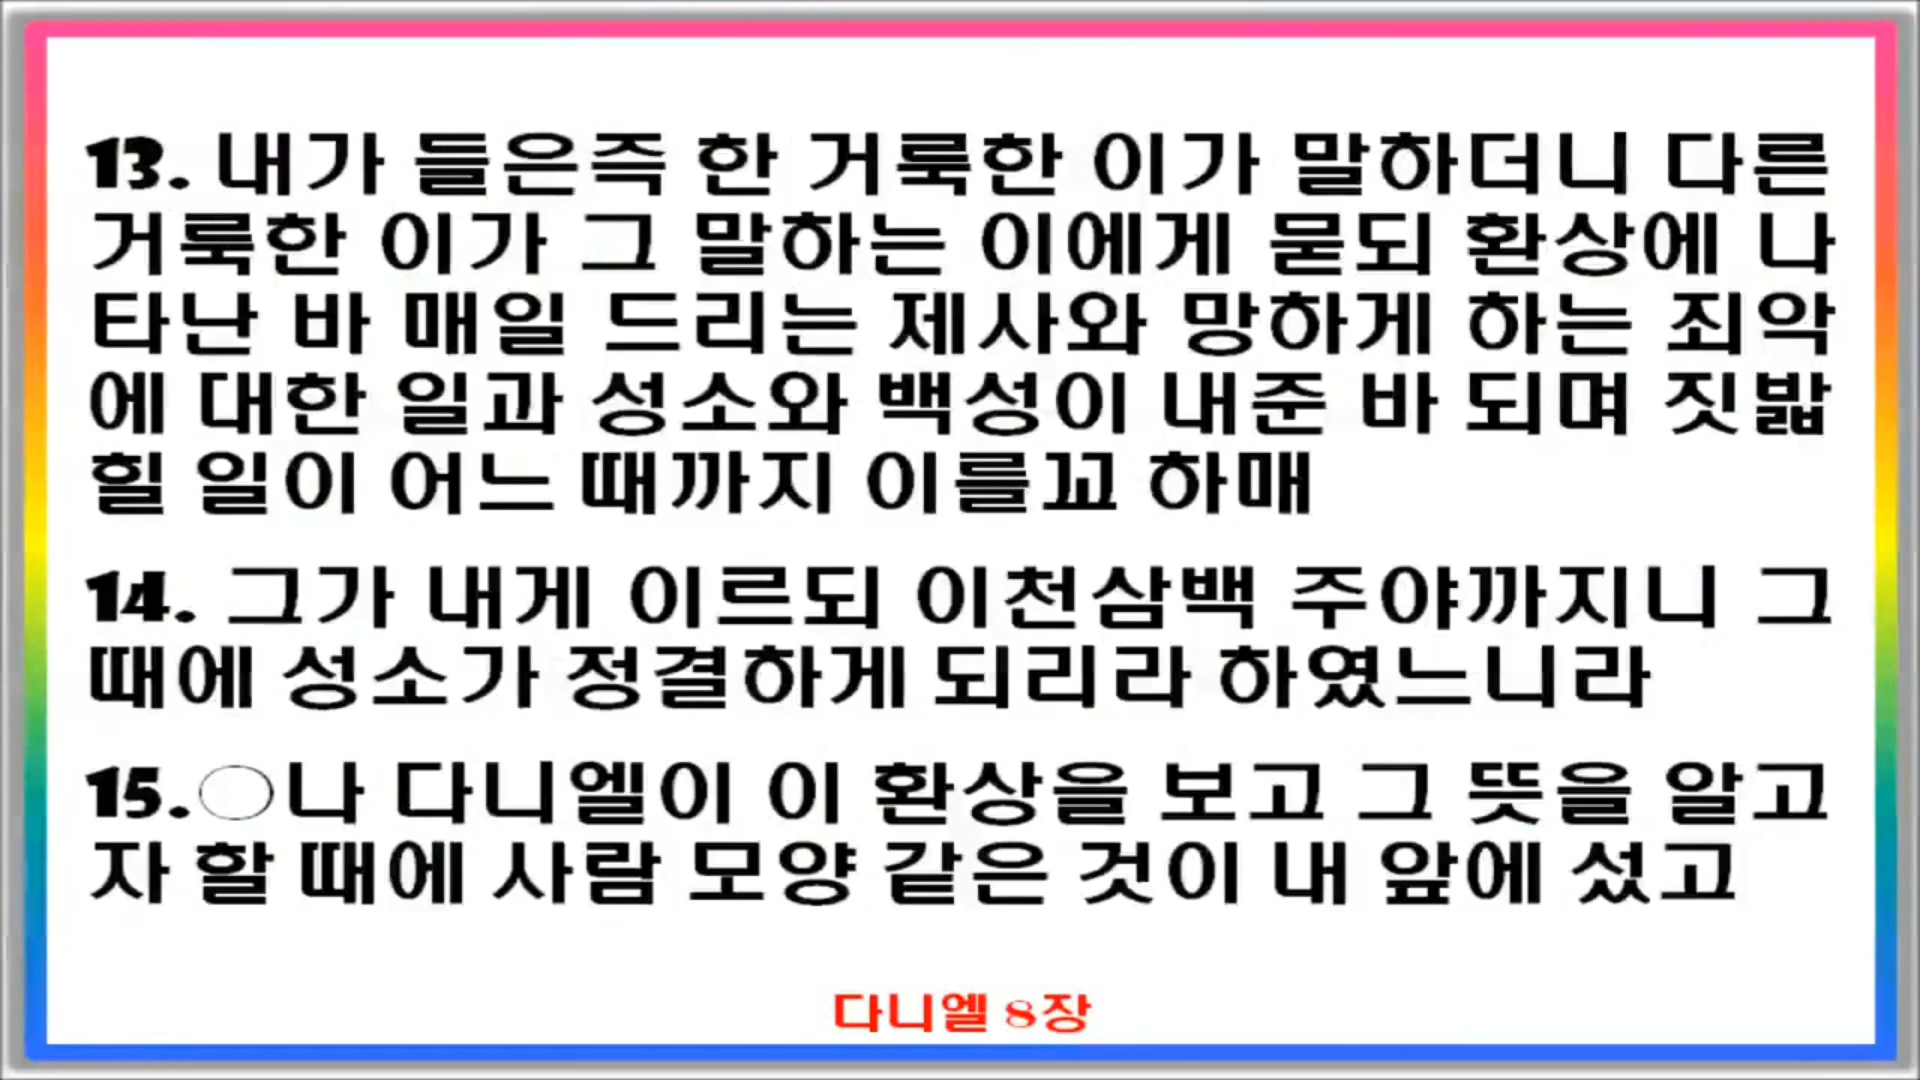 13. 내가 들은즉 한 거룩한 이가 말하더니 다른
거룩한 이가 그 말하는 이에게 묻되 환상에 나
타난 바 매일 드리는 제사와 망하게 하는 죄악
에 대한 일과 성소와 백성이 내준 바 되며 짓밟
힐 일이 어느 때까지 이를꼬 하매
14. 그가 내게 이르되 이천삼백 주야까지니 그
때에 성소가 정결하게 되리라 하였느니라
15.○나 다니엘이 이 환상을 보고 그 뜻을 알고
자 할 때에 사람 모양 같은 것이 내 앞에 섰고
다니엘 8장